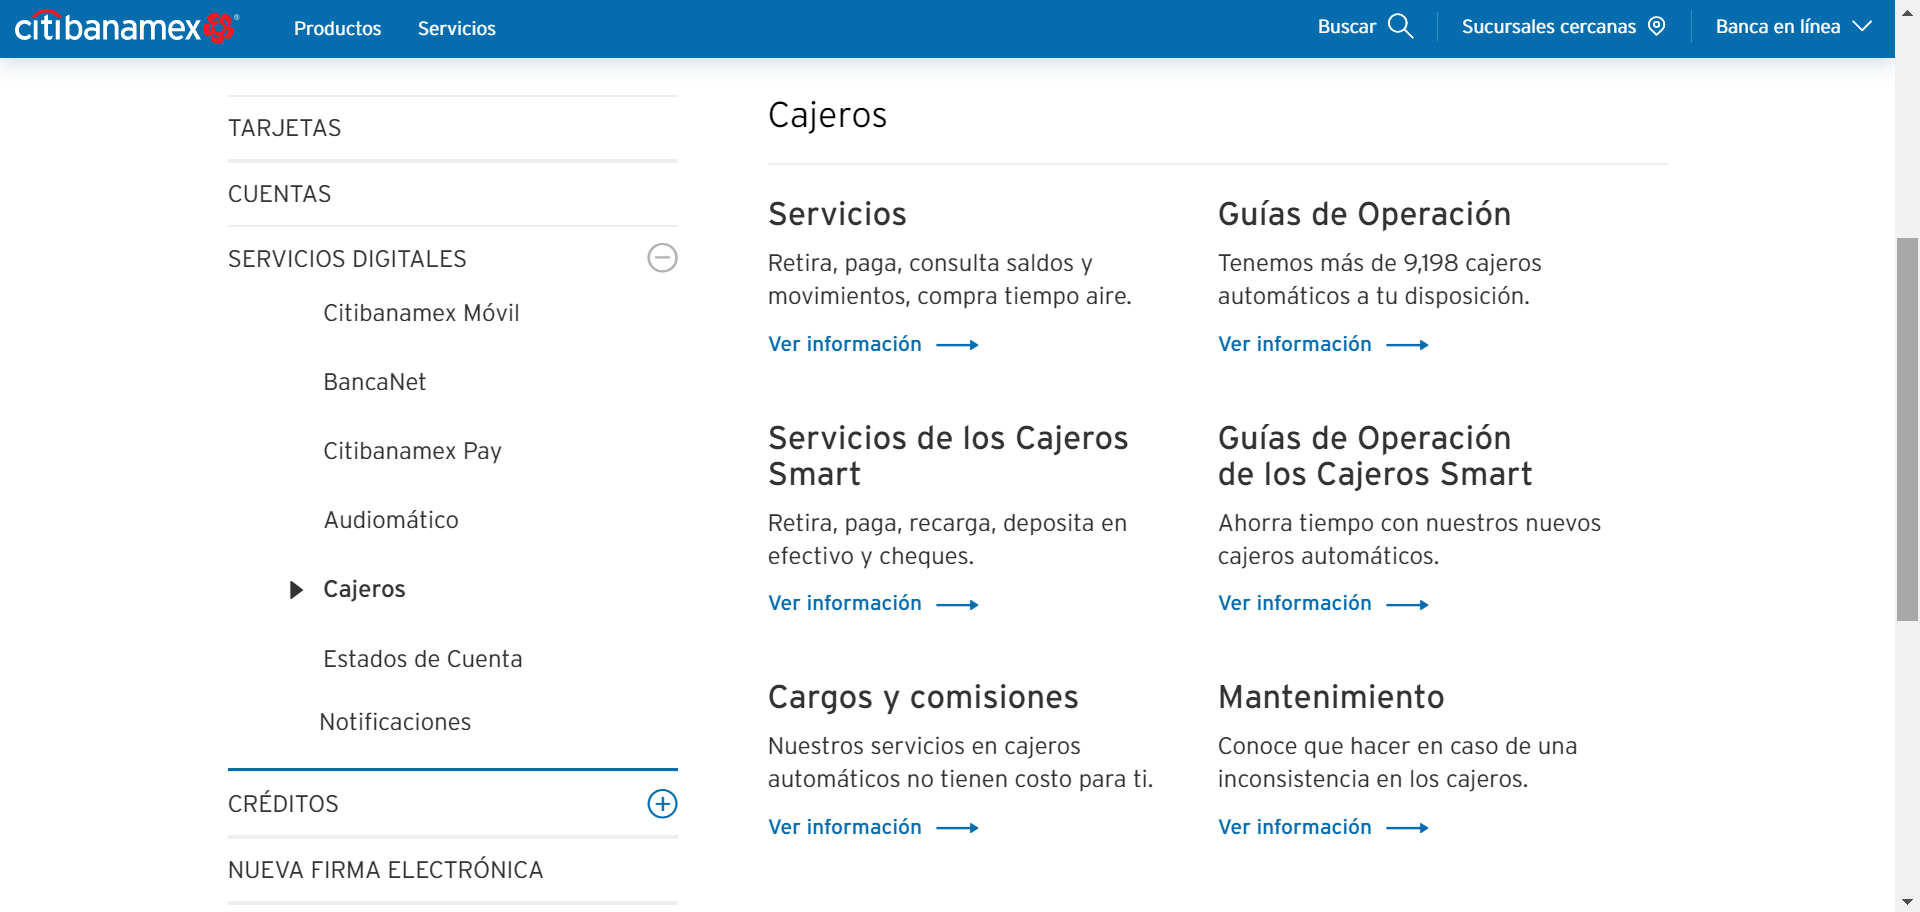 citibanamex®
Productos
Servicios
Buscar
Sucursales cercanas
Banca en línea
TARJETAS
CUENTAS
SERVICIOS DIGITALES
Citibanamex Móvil
BancaNet
Citibanamex Pay
Audiomático
Cajeros
Estados de Cuenta
Notificaciones
CRÉDITOS
NUEVA FIRMA ELECTRÓNICA
Cajeros
Servicios
Retira, paga, consulta saldos y
movimientos, compra tiempo aire.
Ver información
Guías de Operación
Tenemos más de 9,198 cajeros
automáticos a tu disposición.
Ver información
Servicios de los Cajeros
Smart
Retira, paga, recarga, deposita en
efectivo y cheques.
Ver información
Guías de Operación
de los Cajeros Smart
Ahorra tiempo con nuestros nuevos
cajeros automáticos.
Ver información
Cargos y comisiones
Nuestros servicios en cajeros
automáticos no tienen costo para ti.
Ver información
Mantenimiento
Conoce que hacer en caso de una
inconsistencia en los cajeros.
Ver información